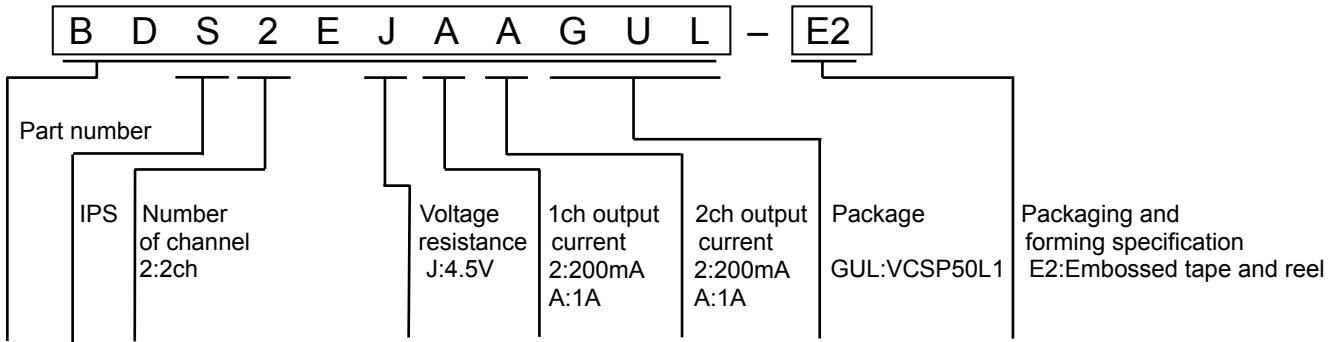 B D S 2 E J A A G U L – E2
Part number
IPS
Number
of channel
2:2ch
Voltage
resistance
J:4.5V
1ch output
current
2:200mA
A:1A
2ch output
current
2:200mA
A:1A
Package
GUL:VCSP50L1
Packaging and
forming specification
E2:Embossed tape and reel